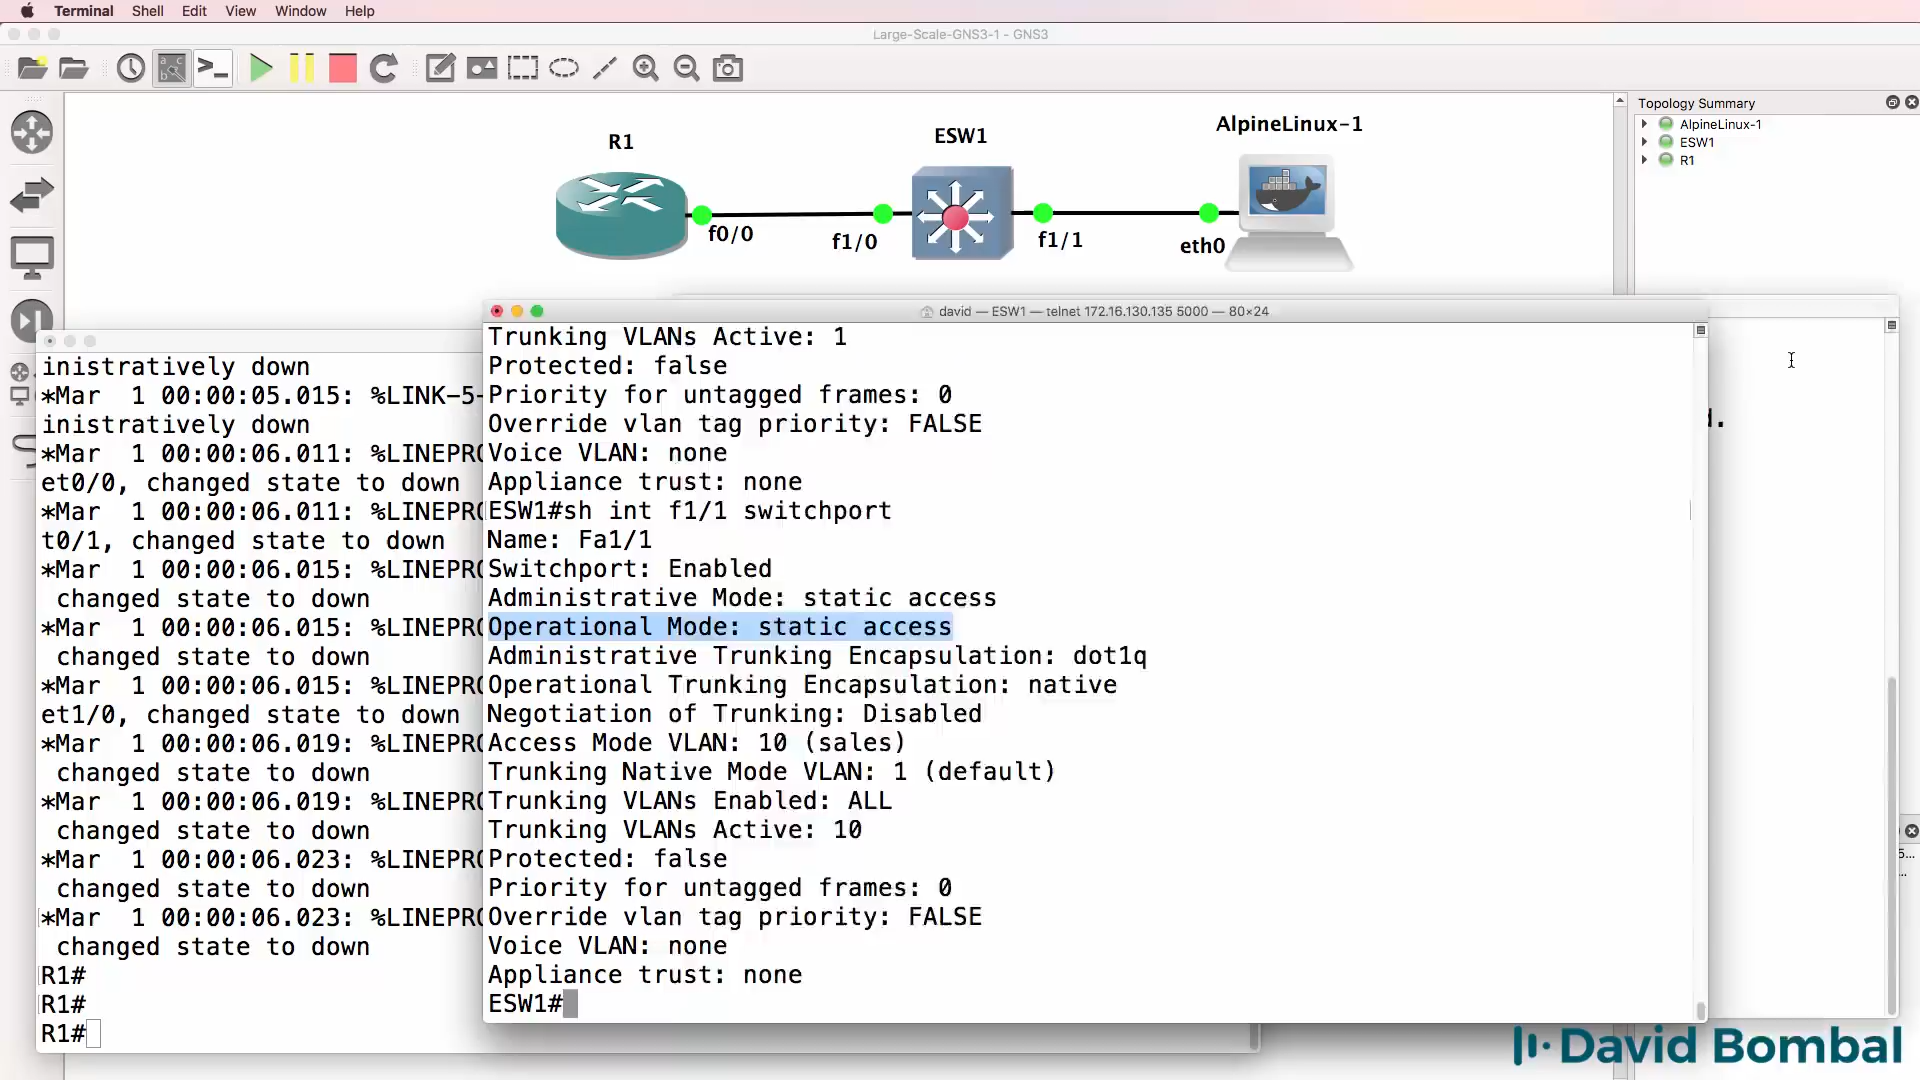 Terminal Shell Edit View Window Help
Large-Scale-GNS3-1 - GNS3
R1
ESW1
AlpineLinux-1
f0/0
f1/0
f1/1
eth0
Topology Summary
AlpineLinux-1
ESW1
R1
inistratively down
*Mar  1 00:00:05.015: %LINK-5-
inistratively down
*Mar  1 00:00:06.011: %LINEPRO
et0/0, changed state to down
*Mar  1 00:00:06.011: %LINEPRO
t0/1, changed state to down
*Mar  1 00:00:06.015: %LINEPRO
changed state to down
*Mar  1 00:00:06.015: %LINEPRO
changed state to down
*Mar  1 00:00:06.015: %LINEPRO
et1/0, changed state to down
*Mar  1 00:00:06.019: %LINEPRO
changed state to down
*Mar  1 00:00:06.019: %LINEPRO
changed state to down
*Mar  1 00:00:06.023: %LINEPRO
changed state to down
*Mar  1 00:00:06.023: %LINEPRO
changed state to down
R1#
R1#
R1#
david — ESW1 — telnet 172.16.130.135 5000 — 80×24
Trunking VLANs Active: 1
Protected: false
Priority for untagged frames: 0
Override vlan tag priority: FALSE
Voice VLAN: none
Appliance trust: none
ESW1#sh int f1/1 switchport
Name: Fa1/1
Switchport: Enabled
Administrative Mode: static access
Operational Mode: static access
Administrative Trunking Encapsulation: dot1q
Operational Trunking Encapsulation: native
Negotiation of Trunking: Disabled
Access Mode VLAN: 10 (sales)
Trunking Native Mode VLAN: 1 (default)
Trunking VLANs Enabled: ALL
Trunking VLANs Active: 10
Protected: false
Priority for untagged frames: 0
Override vlan tag priority: FALSE
Voice VLAN: none
Appliance trust: none
ESW1#
David Bombal